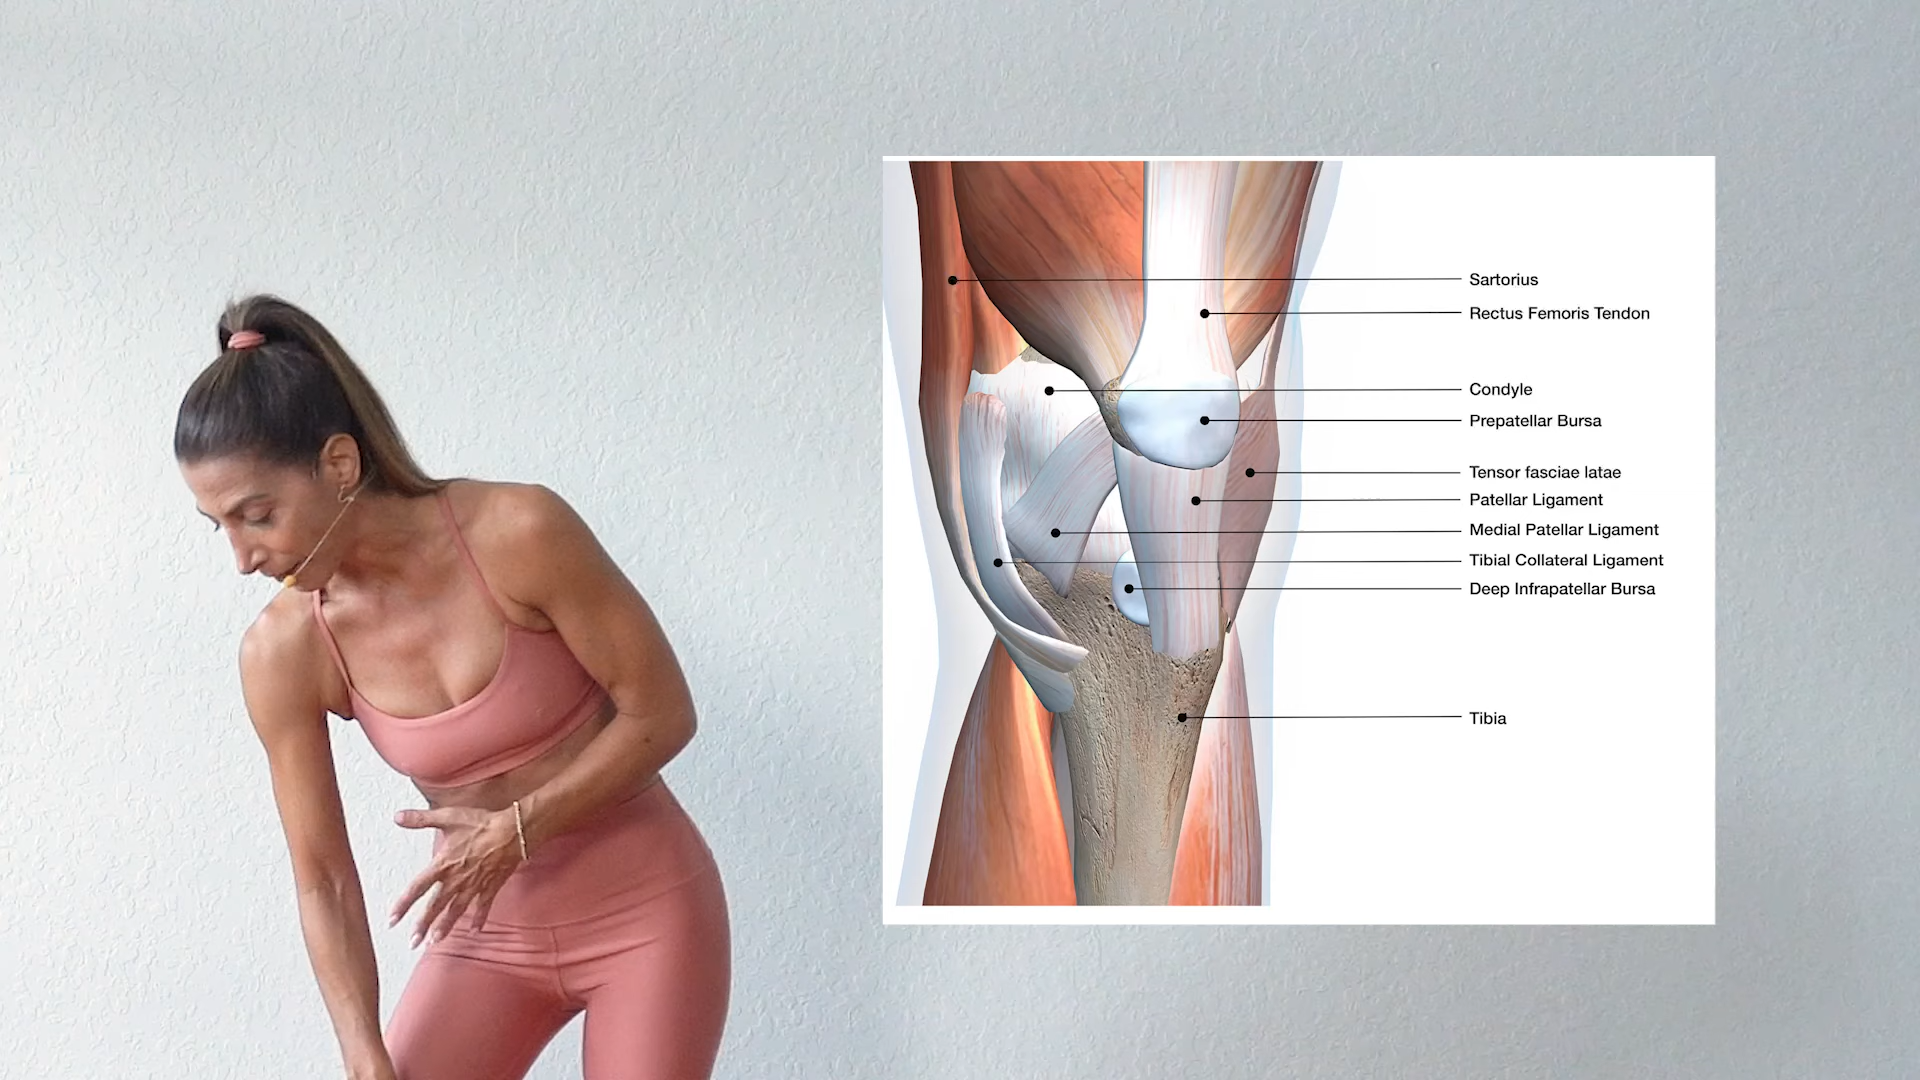 Sartorius
Rectus Femoris Tendon
Condyle
Prepatellar Bursa
Tensor fasciae latae
Patellar Ligament
Medial Patellar Ligament
Tibial Collateral Ligament
Deep Infrapatellar Bursa
Tibia